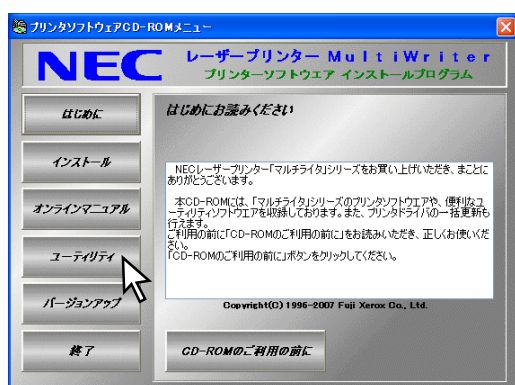 プリンタソフトウェアCD-ROMメニュー
NEC
レーザープリンター MultiWriter
プリンターソフトウエア インストールプログラム
はじめに
インストール
オンラインマニュアル
ユーティリティ
バージョンアップ
終了
はじめにお読みください
NECレーザープリンター「マルチライタ」シリーズをお買い上げいただき、まことに
ありがとうございます。
本CD-ROMには、「マルチライタ」シリーズのプリンタソフトウェアや、便利なユ
ーティリティソフトウェアを収録しております。また、プリンタドライバの一括更新も
行えます。
ご利用の前に「CD-ROMのご利用の前に」をお読みいただき、正しくお使いくだ
さい。
「CD-ROMのご利用の前に」ボタンをクリックしてください。
Copyright(C) 1996-2007 Fuji Xerox Co., Ltd.
CD-ROMのご利用の前に